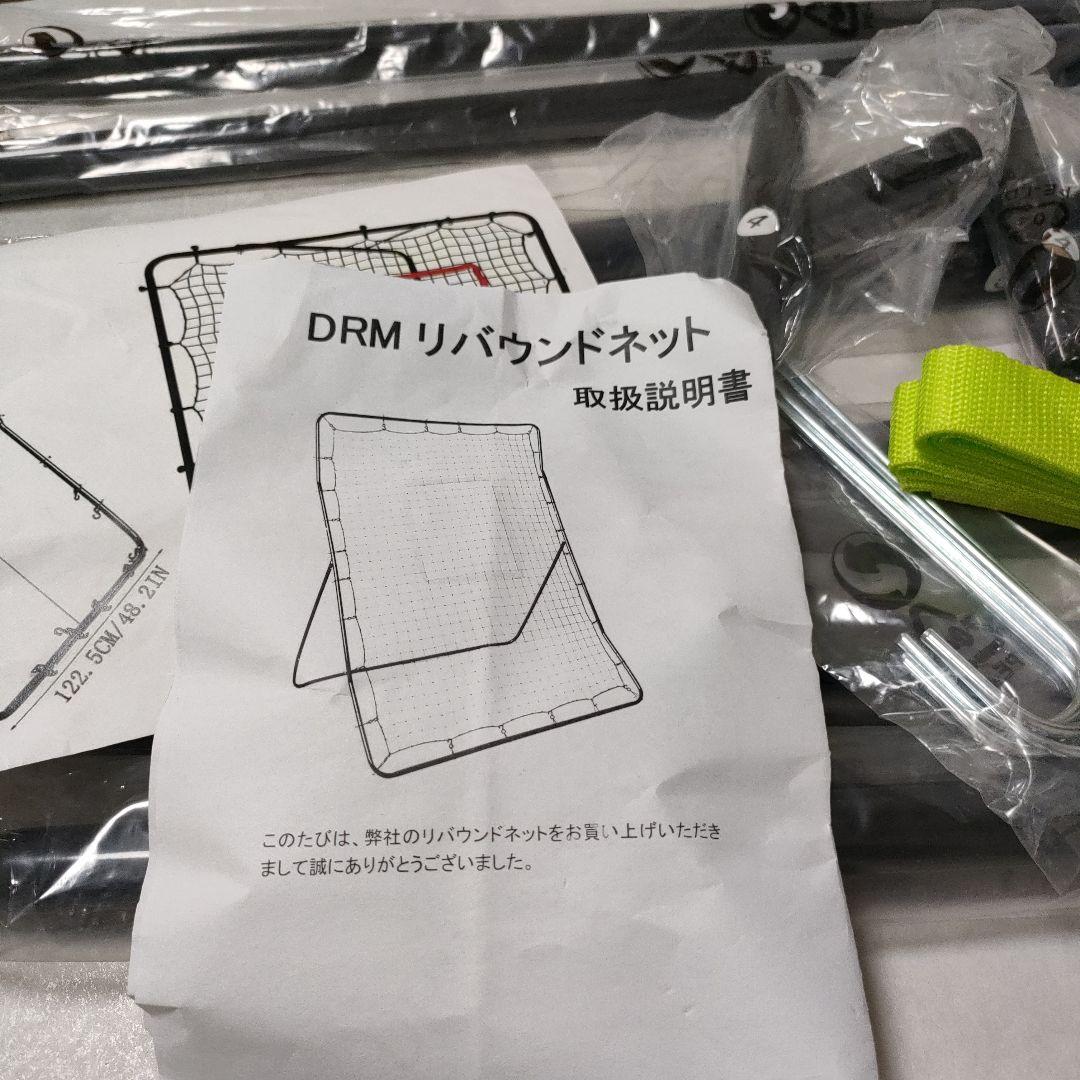 DRM リバウンドネット
取扱説明書
このたびは、弊社のリバウンドネットをお買い上げいただき
まして誠にありがとうございました。
122.5CM/48.2IN
4